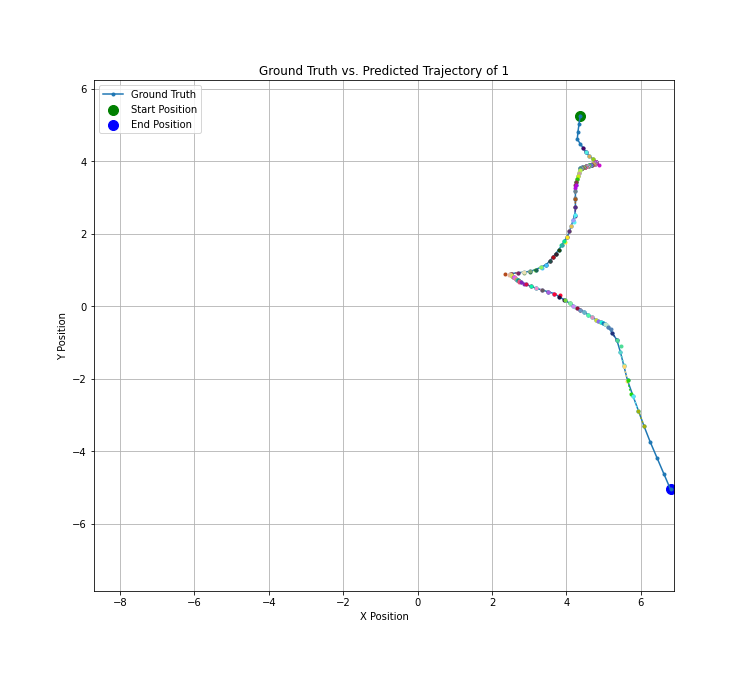 Ground Truth vs. Predicted Trajectory of 1
Ground Truth
Start Position
End Position
6
4
2
0
−2
−4
−6
Y Position
−8 −6 −4 −2 0 2 4 6
X Position